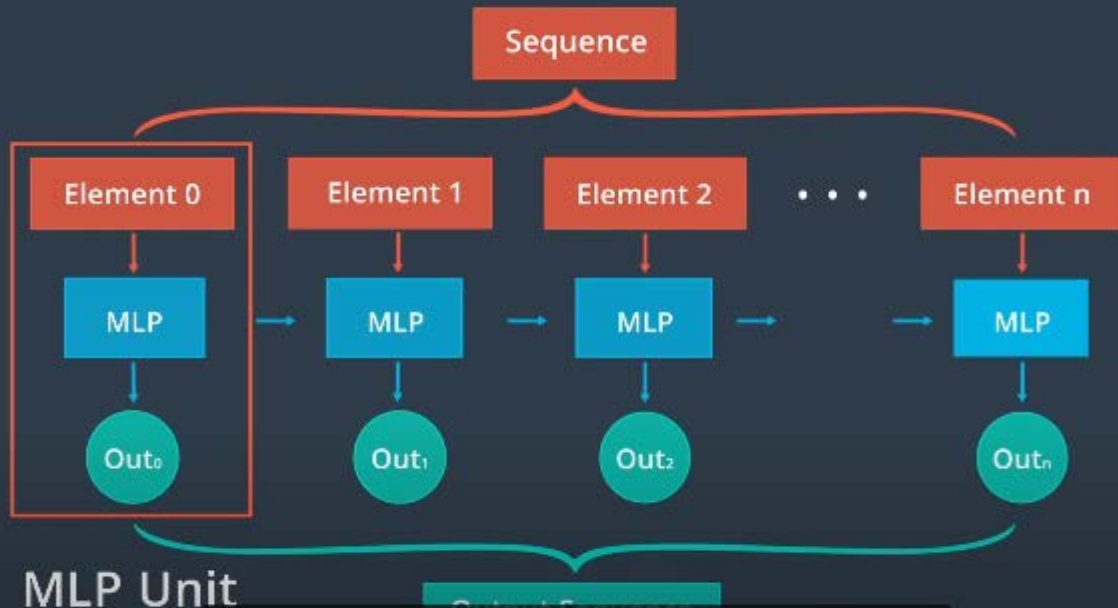 Sequence
Element 0
Element 1
Element 2
. . .
Element n
MLP
MLP
MLP
MLP
Out₀
Out₁
Out₂
Outₙ
MLP Unit